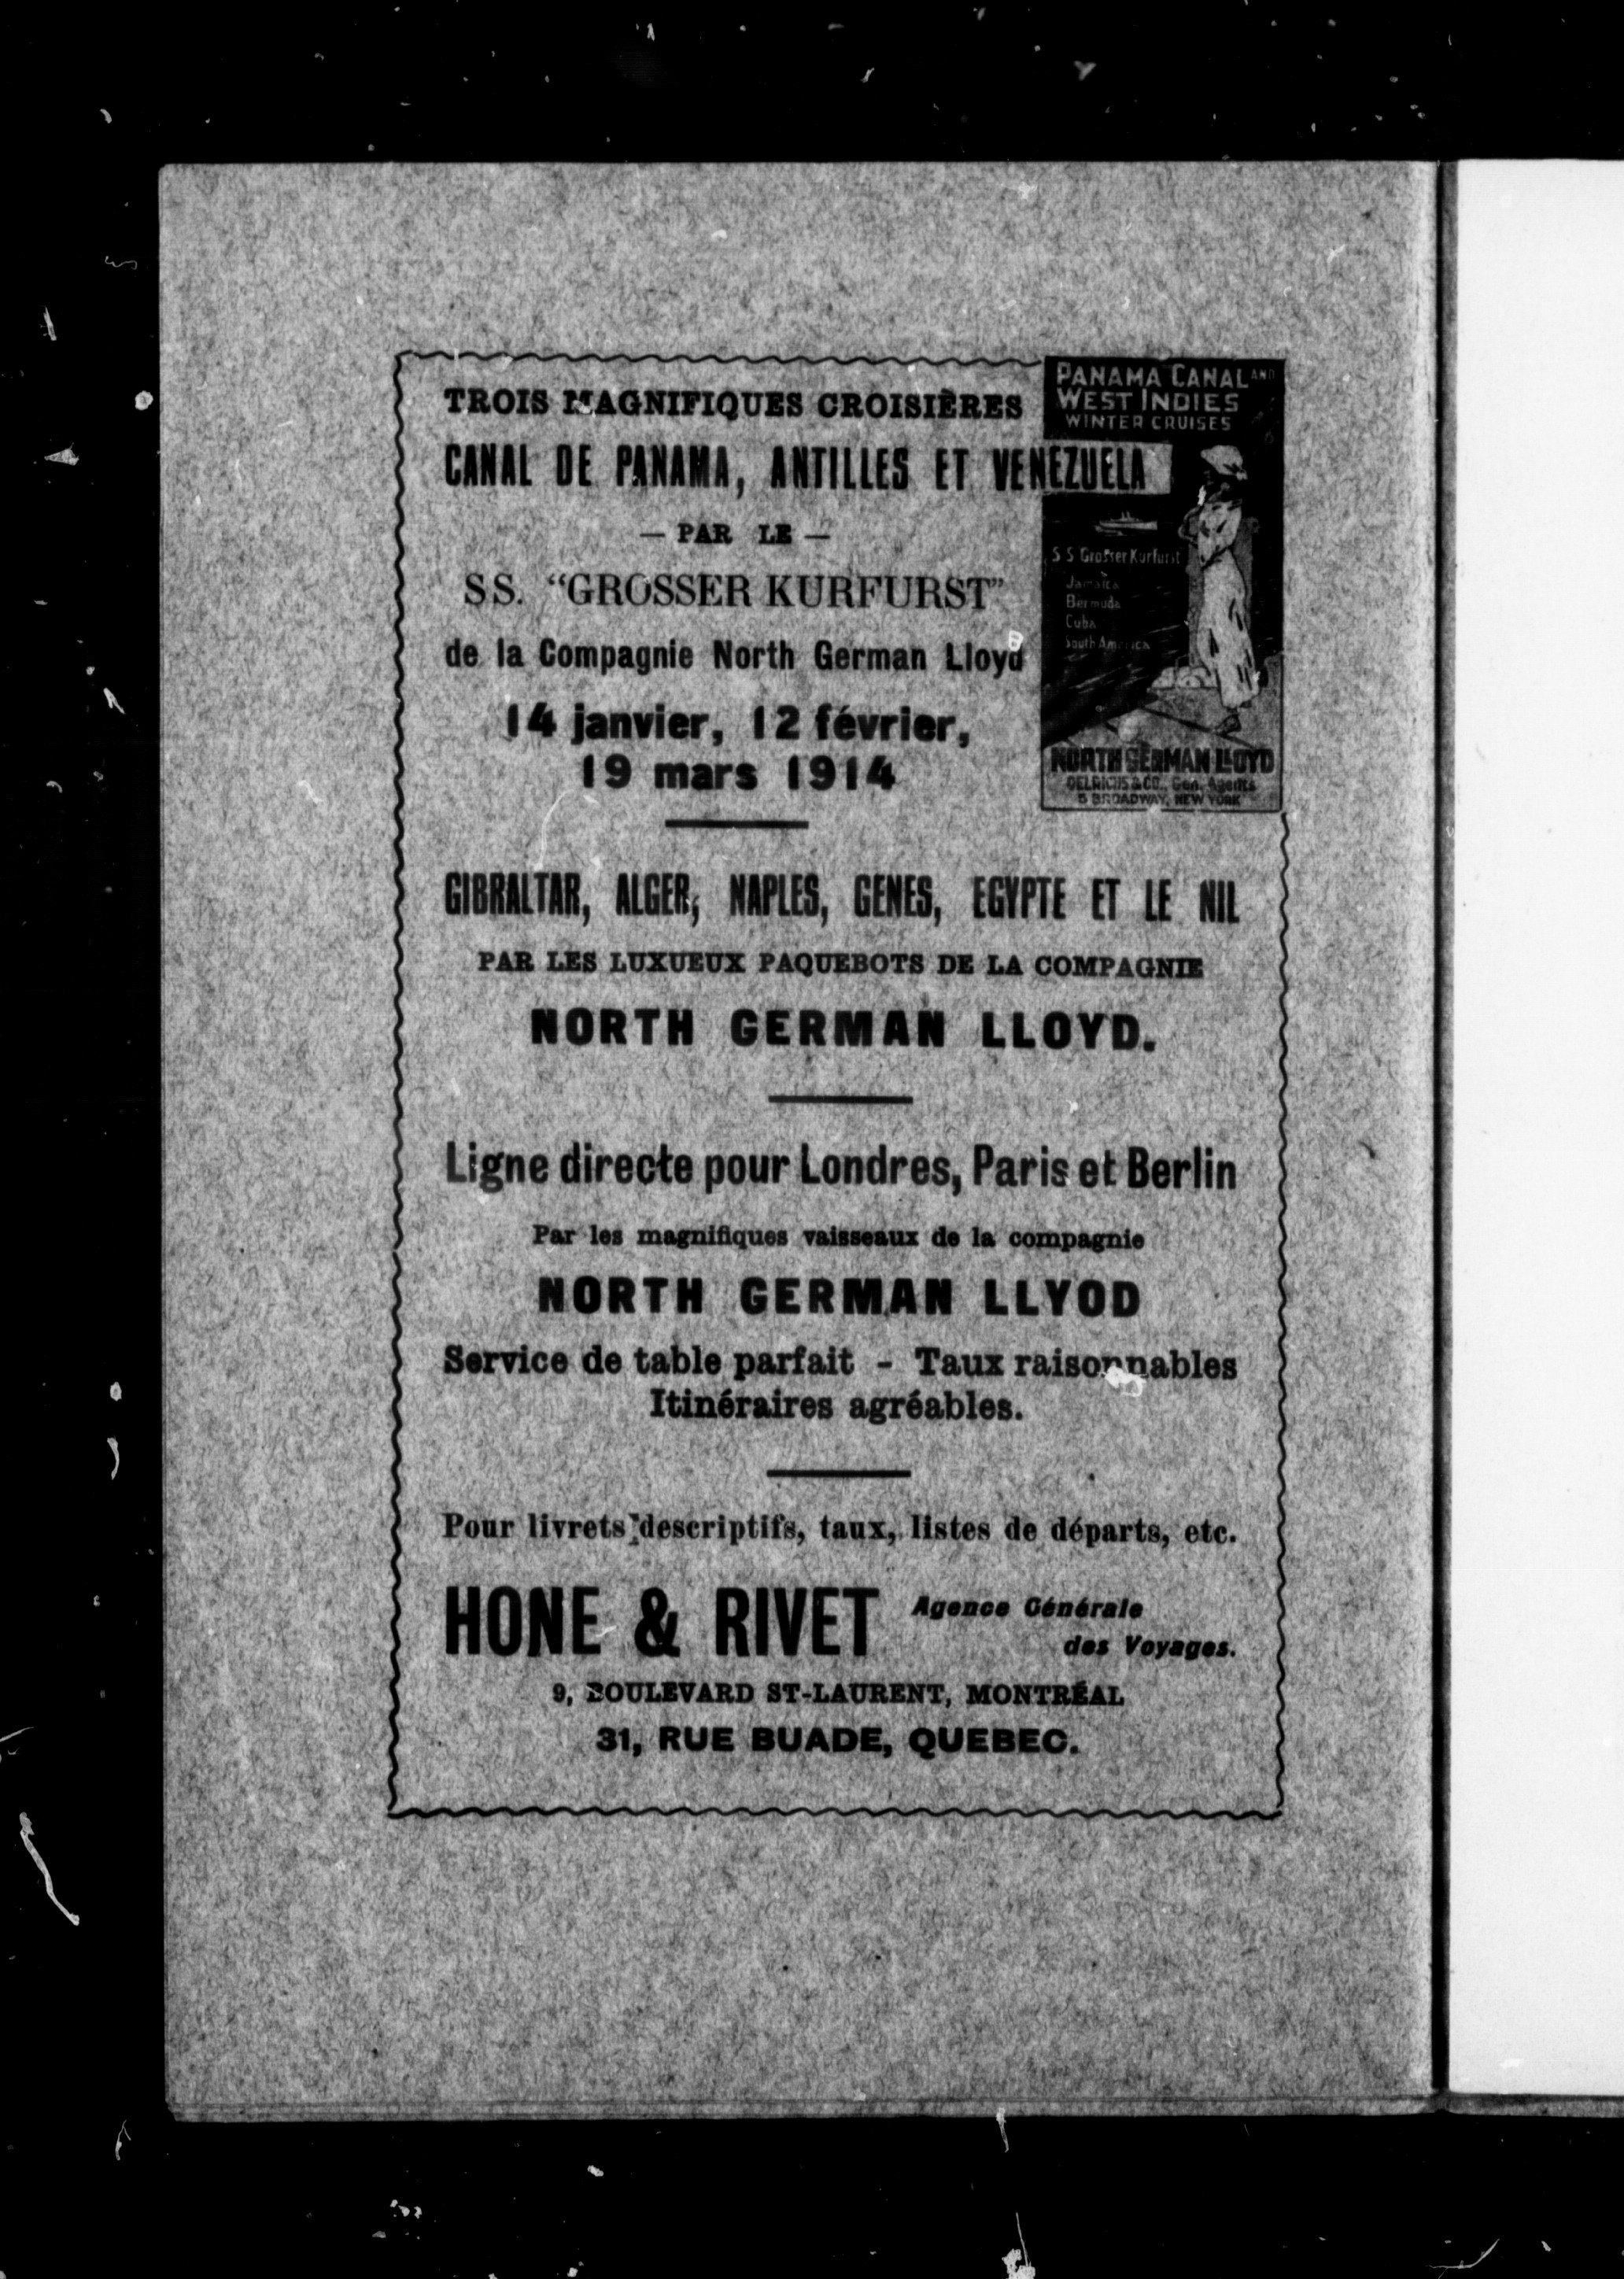 TROIS MAGNIFIQUES CROISIÈRES
CANAL DE PANAMA, ANTILLES ET VENEZUELA
— PAR LE —
SS. “GROSSER KURFURST”
de la Compagnie North German Lloyd
14 janvier, 12 février,
19 mars 1914
PANAMA CANAL AND
WEST INDIES
WINTER CRUISES
S S Grosser Kurfurst
Jamaica
Bermuda
Cuba
South America
NORTH GERMAN LLOYD
OELRICHS & CO., Gen. Agents
5 BROADWAY, NEW YORK
GIBRALTAR, ALGER, NAPLES, GENES, EGYPTE ET LE NIL
PAR LES LUXUEUX PAQUEBOTS DE LA COMPAGNIE
NORTH GERMAN LLOYD.
Ligne directe pour Londres, Paris et Berlin
Par les magnifiques vaisseaux de la compagnie
NORTH GERMAN LLYOD
Service de table parfait - Taux raisonnables
Itinéraires agréables.
Pour livrets descriptifs, taux, listes de départs, etc.
HONE & RIVET Agence Générale
des Voyages.
9, BOULEVARD ST-LAURENT, MONTRÉAL
31, RUE BUADE, QUEBEC.